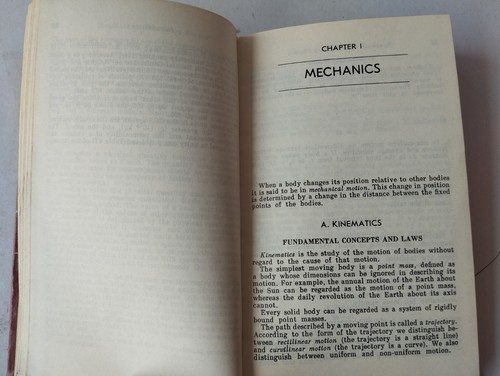 CHAPTER I
MECHANICS
When a body changes its position relative to other bodies
it is said to be in mechanical motion. This change in position
is determined by a change in the distance between the fixed
points of the bodies.
A. KINEMATICS
FUNDAMENTAL CONCEPTS AND LAWS
Kinematics is the study of the motion of bodies without
regard to the cause of that motion.
The simplest moving body is a point mass, defined as
a body whose dimensions can be ignored in describing its
motion. For example, the annual motion of the Earth about
the Sun can be regarded as the motion of a point mass,
whereas the daily revolution of the Earth about its axis
cannot.
Every solid body can be regarded as a system of rigidly
bound point masses.
The path described by a moving point is called a trajectory.
According to the form of the trajectory we distinguish be-
tween rectilinear motion (the trajectory is a straight line)
and curvilinear motion (the trajectory is a curve). We also
distinguish between uniform and non-uniform motion.